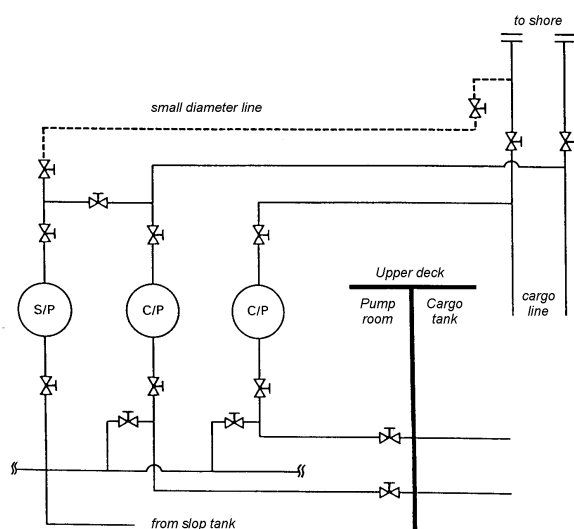 to shore
small diameter line
S/P
C/P
C/P
Upper deck
Pump
room
Cargo
tank
cargo
line
from slop tank